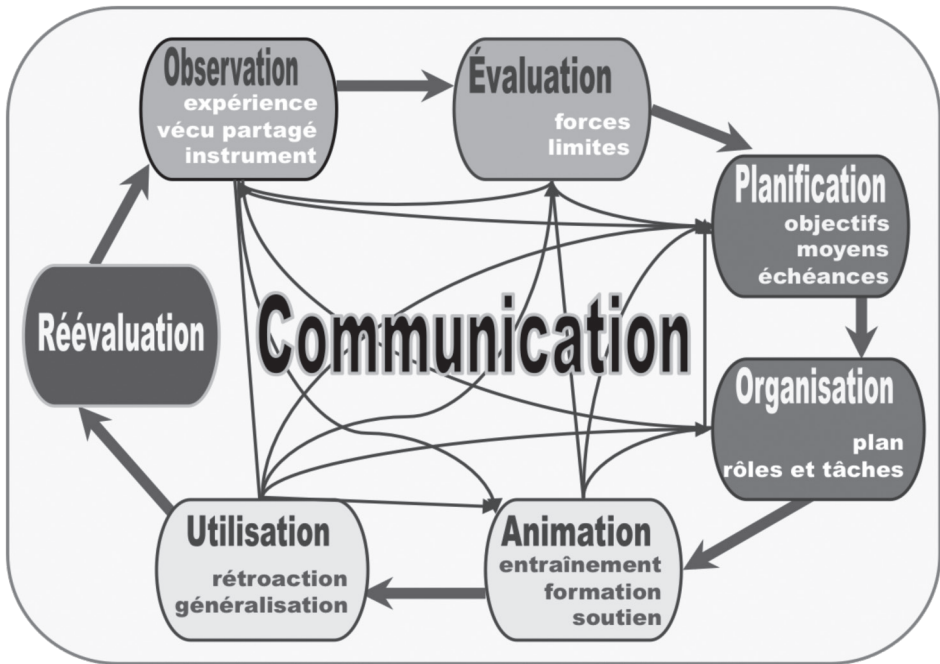 Observation
expérience
vécu partagé
instrument
Évaluation
forces
limites
Planification
objectifs
moyens
échéances
Organisation
plan
rôles et tâches
Animation
entraînement
formation
soutien
Utilisation
rétroaction
généralisation
Réévaluation
Communication